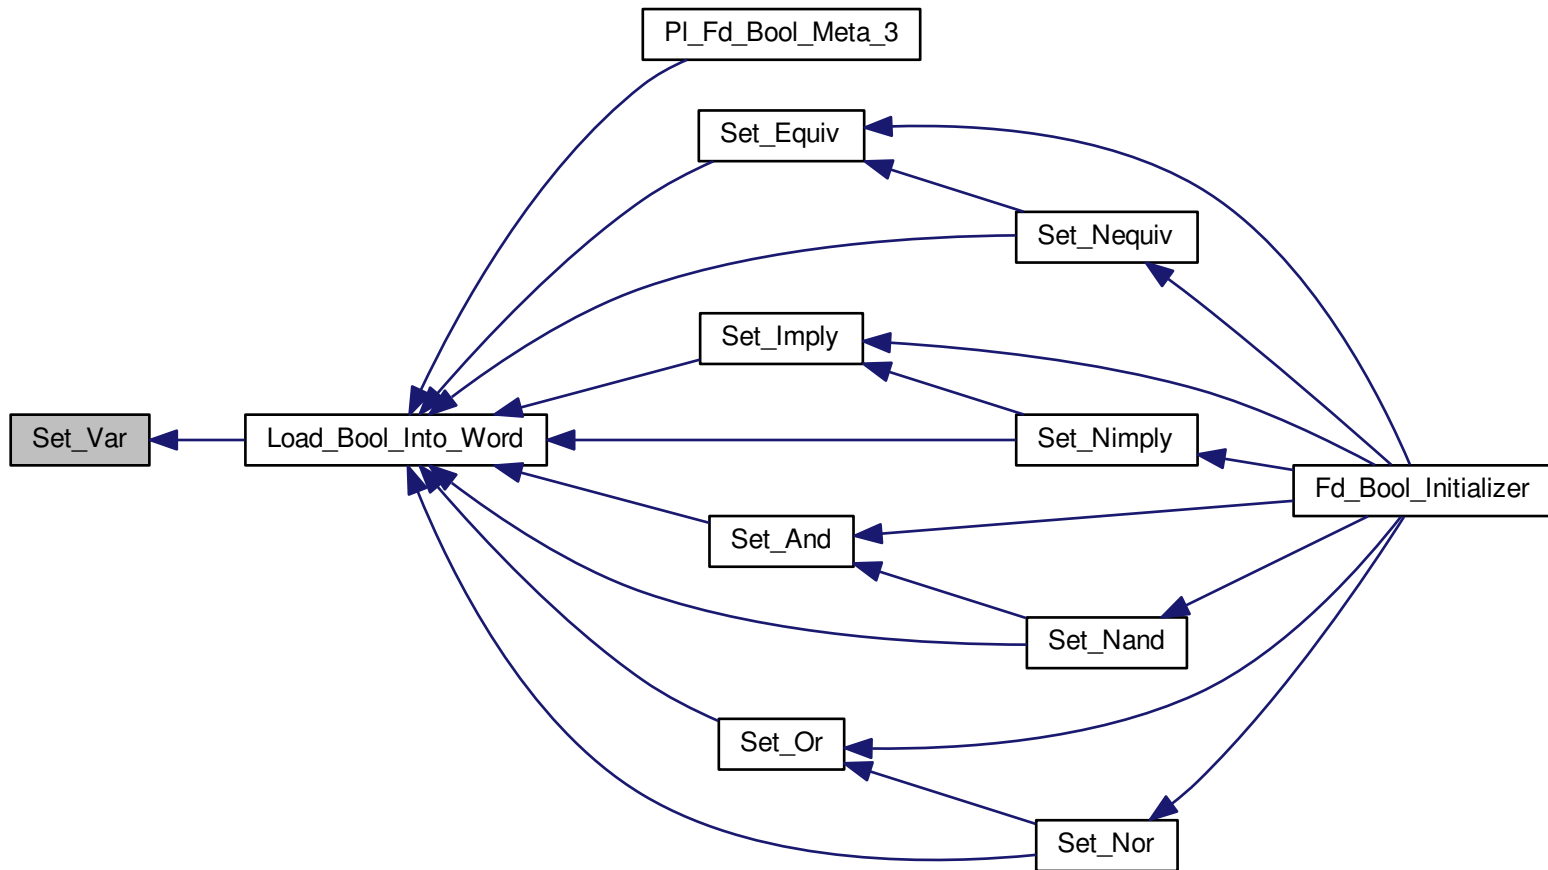 Pl_Fd_Bool_Meta_3
Set_Equiv
Set_Nequiv
Set_Imply
Set_Var
Load_Bool_Into_Word
Set_Nimply
Fd_Bool_Initializer
Set_And
Set_Nand
Set_Or
Set_Nor